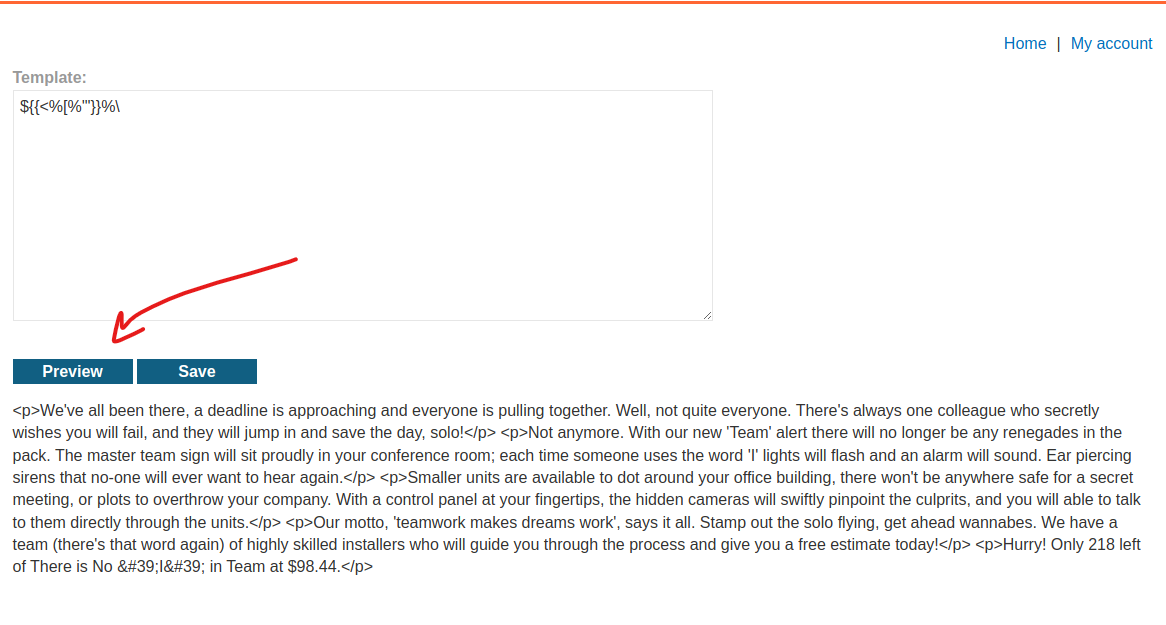 Home | My account
Template:
${{<%[%'"}}%\
Preview Save
<p>We've all been there, a deadline is approaching and everyone is pulling together. Well, not quite everyone. There's always one colleague who secretly
wishes you will fail, and they will jump in and save the day, solo!</p> <p>Not anymore. With our new 'Team' alert there will no longer be any renegades in the
pack. The master team sign will sit proudly in your conference room; each time someone uses the word 'I' lights will flash and an alarm will sound. Ear piercing
sirens that no-one will ever want to hear again.</p> <p>Smaller units are available to dot around your office building, there won't be anywhere safe for a secret
meeting, or plots to overthrow your company. With a control panel at your fingertips, the hidden cameras will swiftly pinpoint the culprits, and you will able to talk
to them directly through the units.</p> <p>Our motto, 'teamwork makes dreams work', says it all. Stamp out the solo flying, get ahead wannabes. We have a
team (there's that word again) of highly skilled installers who will guide you through the process and give you a free estimate today!</p> <p>Hurry! Only 218 left
of There is No &#39;I&#39; in Team at $98.44.</p>